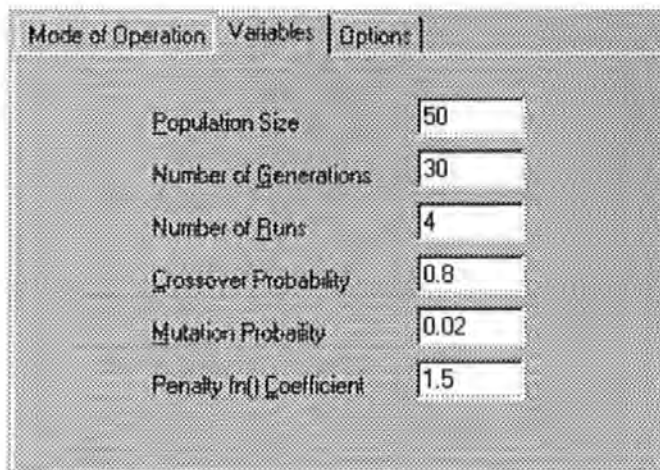 Mode of Operation Variables Options
Population Size 50
Number of Generations 30
Number of Runs 4
Crossover Probability 0.8
Mutation Probaility 0.02
Penalty fn() Coefficient 1.5